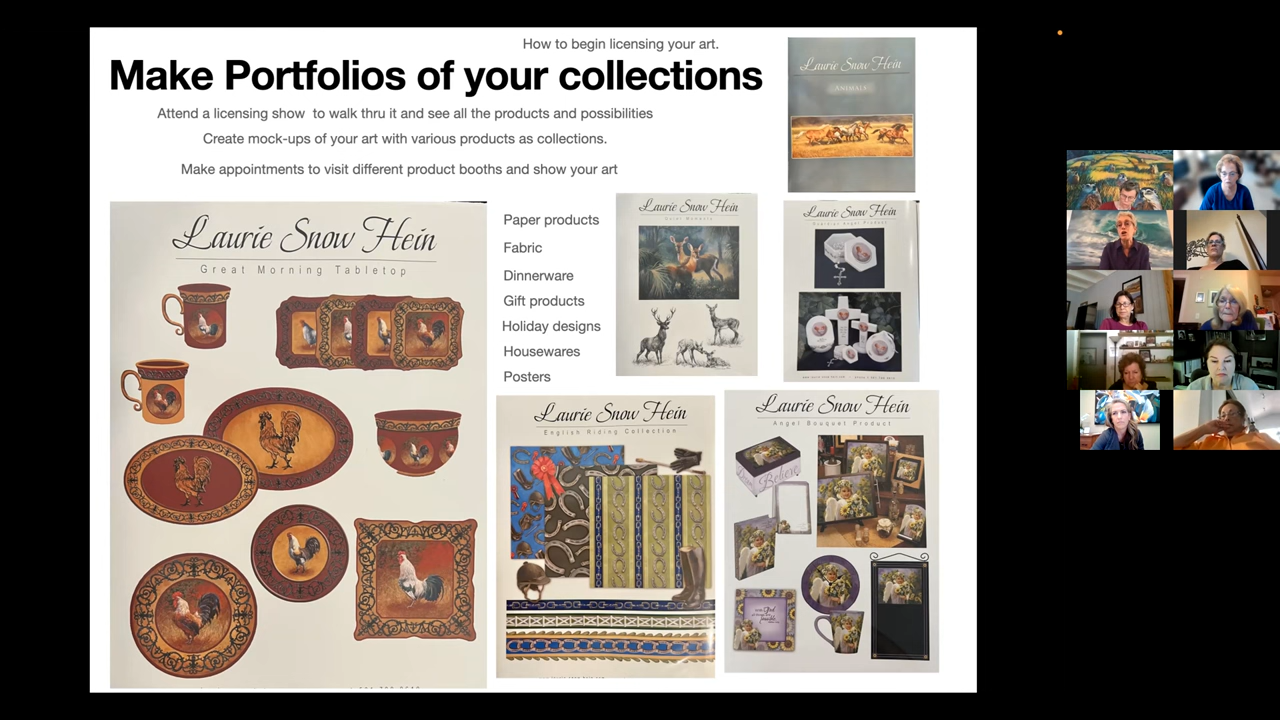 How to begin licensing your art.
Make Portfolios of your collections
Attend a licensing show to walk thru it and see all the products and possibilities
Create mock-ups of your art with various products as collections.
Make appointments to visit different product booths and show your art
Laurie Snow Hein
ANIMALS
Laurie Snow Hein
Great Morning Tabletop
Paper products
Fabric
Dinnerware
Gift products
Holiday designs
Housewares
Posters
Laurie Snow Hein
Laurie Snow Hein
Guardian Angel Product
Laurie Snow Hein
English Riding Collection
Laurie Snow Hein
Angel Bouquet Product
Believe